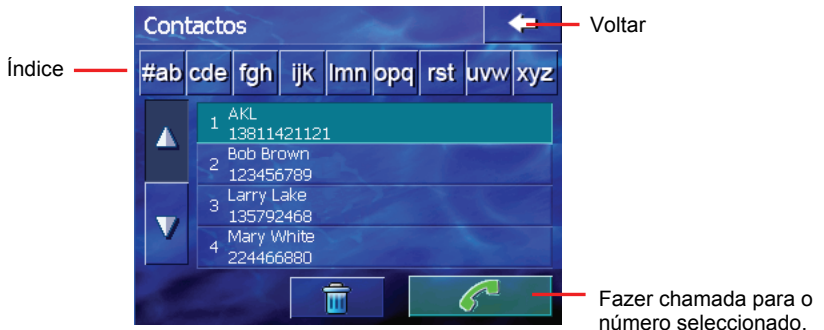 Contactos
Voltar
Índice
#ab cde fgh ijk lmn opq rst uvw xyz
1 AKL
13811421121
2 Bob Brown
123456789
3 Larry Lake
135792468
4 Mary White
224466880
Fazer chamada para o
número seleccionado.